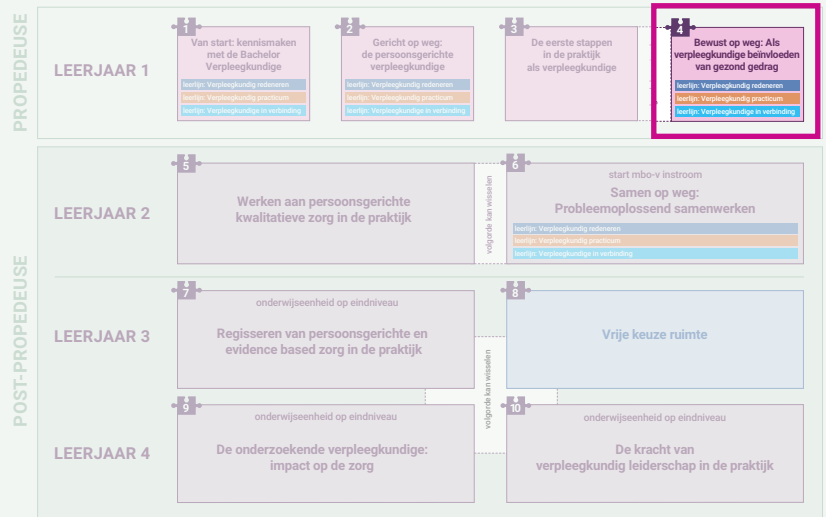 PROPEDEUSE
LEERJAAR 1
1
Van start: kennismaken
met de Bachelor
Verpleegkundige
leerlijn: Verpleegkundig redeneren
leerlijn: Verpleegkundig practicum
leerlijn: Verpleegkundige in verbinding
2
Gericht op weg:
de persoonsgerichte
verpleegkundige
leerlijn: Verpleegkundig redeneren
leerlijn: Verpleegkundig practicum
leerlijn: Verpleegkundige in verbinding
3
De eerste stappen
in de praktijk
als verpleegkundige
4
Bewust op weg: Als
verpleegkundige beïnvloeden
van gezond gedrag
leerlijn: Verpleegkundig redeneren
leerlijn: Verpleegkundig practicum
leerlijn: Verpleegkundige in verbinding
POST-PROPEDEUSE
LEERJAAR 2
5
Werken aan persoonsgerichte
kwalitatieve zorg in de praktijk
volgorde kan wisselen
6
start mbo-v instroom
Samen op weg:
Probleemoplossend samenwerken
leerlijn: Verpleegkundig redeneren
leerlijn: Verpleegkundig practicum
leerlijn: Verpleegkundige in verbinding
LEERJAAR 3
7
onderwijseenheid op eindniveau
Regisseren van persoonsgerichte en
evidence based zorg in de praktijk
8
Vrije keuze ruimte
volgorde kan wisselen
LEERJAAR 4
9
onderwijseenheid op eindniveau
De onderzoekende verpleegkundige:
impact op de zorg
10
onderwijseenheid op eindniveau
De kracht van
verpleegkundig leiderschap in de praktijk